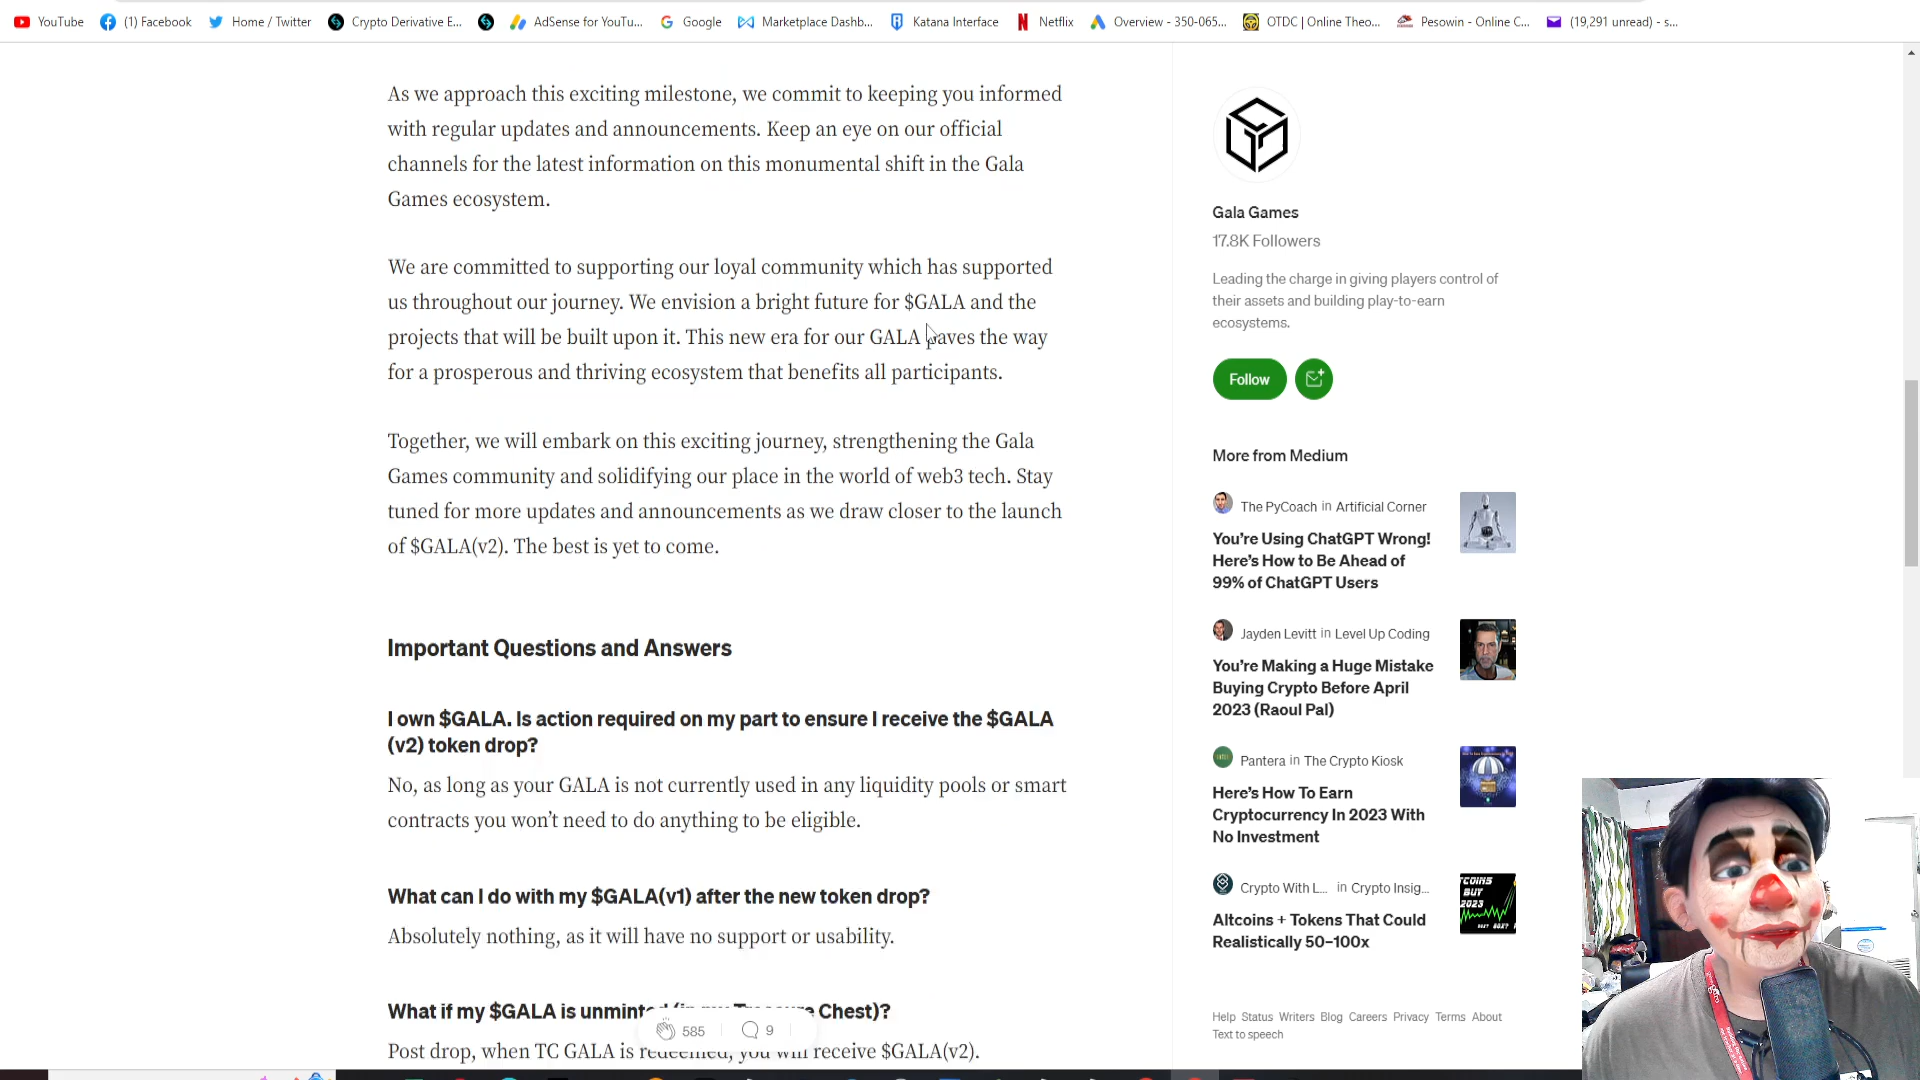 YouTube
(1) Facebook
Home / Twitter
Crypto Derivative E...
AdSense for YouTu...
Google
Marketplace Dashb...
Katana Interface
Netflix
Overview - 350-065...
OTDC | Online Theo...
Pesowin - Online C...
(19,291 unread) - s...
As we approach this exciting milestone, we commit to keeping you informed
with regular updates and announcements. Keep an eye on our official
channels for the latest information on this monumental shift in the Gala
Games ecosystem.
We are committed to supporting our loyal community which has supported
us throughout our journey. We envision a bright future for $GALA and the
projects that will be built upon it. This new era for our GALA paves the way
for a prosperous and thriving ecosystem that benefits all participants.
Together, we will embark on this exciting journey, strengthening the Gala
Games community and solidifying our place in the world of web3 tech. Stay
tuned for more updates and announcements as we draw closer to the launch
of $GALA(v2). The best is yet to come.
Important Questions and Answers
I own $GALA. Is action required on my part to ensure I receive the $GALA
(v2) token drop?
No, as long as your GALA is not currently used in any liquidity pools or smart
contracts you won't need to do anything to be eligible.
What can I do with my $GALA(v1) after the new token drop?
Absolutely nothing, as it will have no support or usability.
What if my $GALA is unminted (in my Treasure Chest)?
Post drop, when TC GALA is redeemed, you will receive $GALA(v2).
585
9
Gala Games
17.8K Followers
Leading the charge in giving players control of
their assets and building play-to-earn
ecosystems.
Follow
More from Medium
The PyCoach in Artificial Corner
You're Using ChatGPT Wrong!
Here's How to Be Ahead of
99% of ChatGPT Users
Jayden Levitt in Level Up Coding
You're Making a Huge Mistake
Buying Crypto Before April
2023 (Raoul Pal)
Pantera in The Crypto Kiosk
Here's How To Earn
Cryptocurrency In 2023 With
No Investment
Crypto With L... in Crypto Insig...
Altcoins + Tokens That Could
Realistically 50–100x
Help Status Writers Blog Careers Privacy Terms About
Text to speech